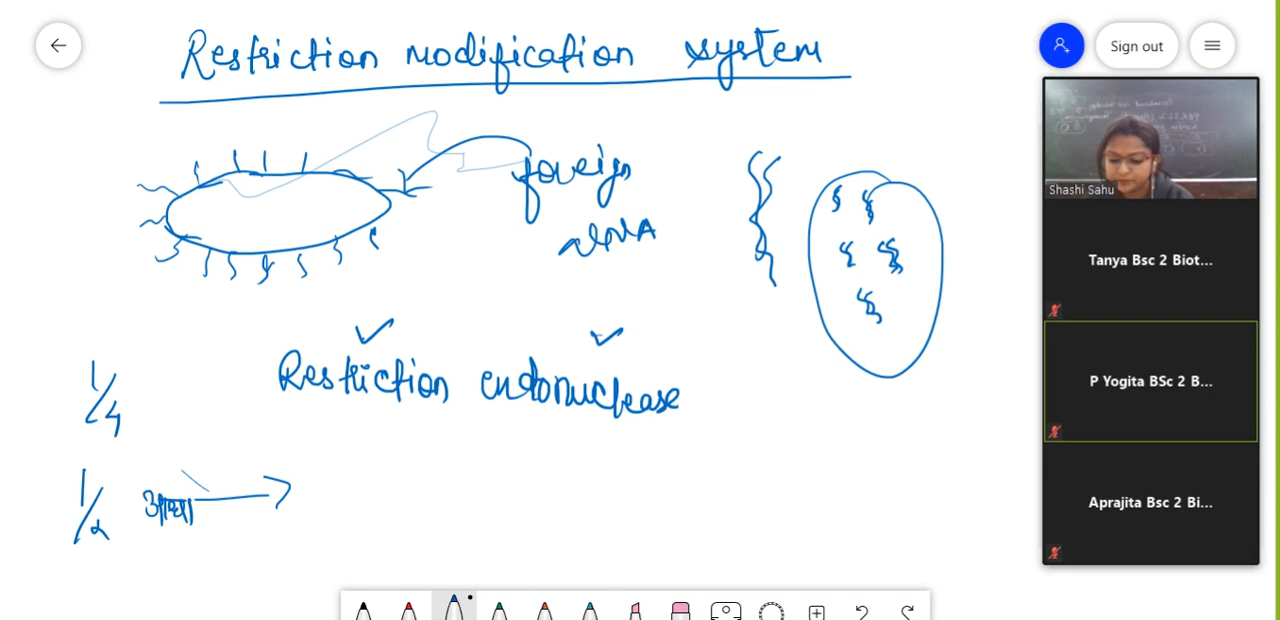 Restriction modification system
Sign out
foreign
DNA
Shashi Sahu
Tanya Bsc 2 Biot...
Restriction endonuclease
1/4
P Yogita BSc 2 B...
1/2
Aprajita Bsc 2 Bi...